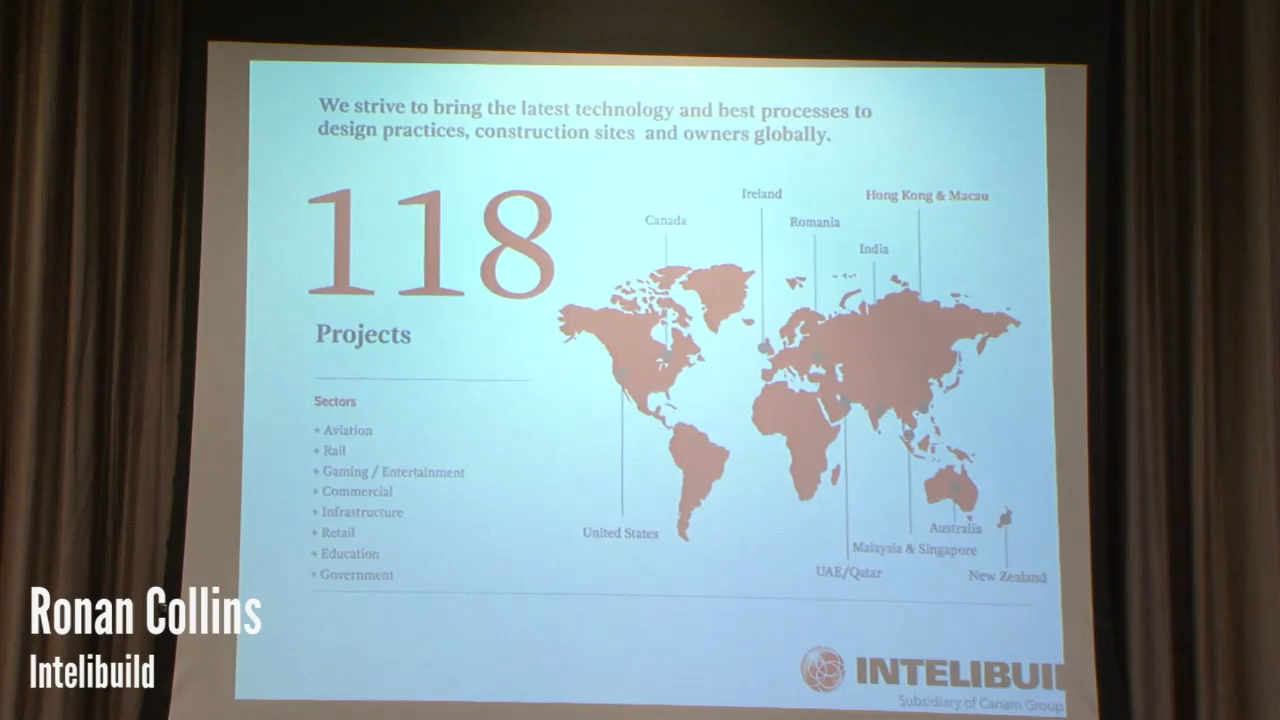 We strive to bring the latest technology and best processes to
design practices, construction sites and owners globally.
118
Projects
Sectors
+ Aviation
+ Rail
+ Gaming / Entertainment
+ Commercial
+ Infrastructure
+ Retail
+ Education
+ Government
Ireland
Hong Kong & Macau
Canada
Romania
India
United States
Australia
Malaysia & Singapore
UAE/Qatar
New Zealand
INTELIBUI
Subsidiary of Canam Group
Ronan Collins
Intelibuild